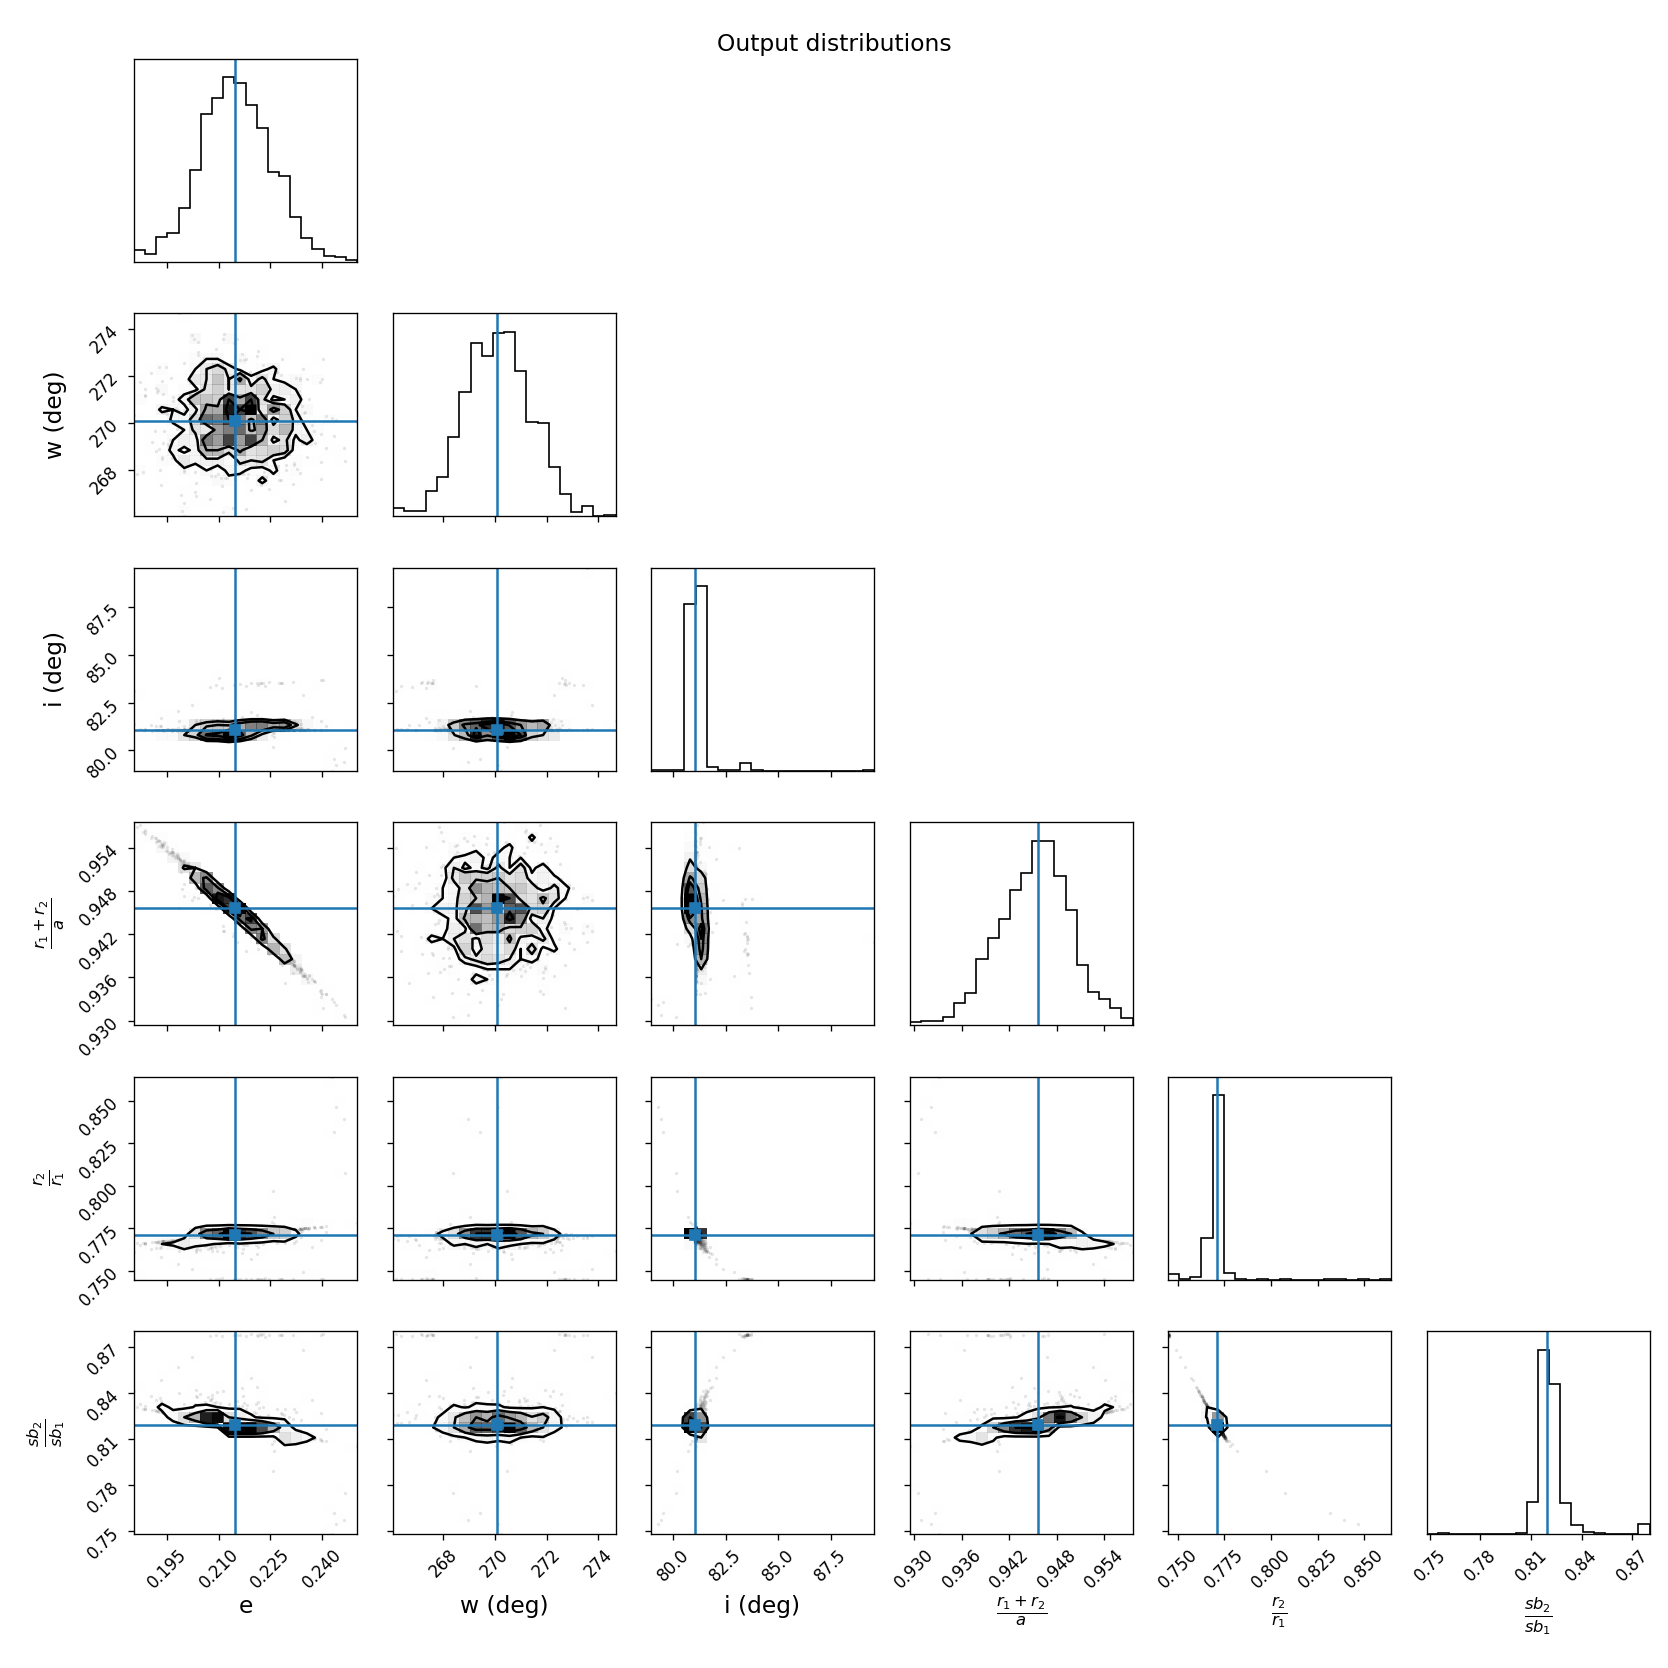 Output distributions
w (deg)
274
272
270
268
i (deg)
87.5
85.0
82.5
80.0
r₁ + r₂
a
0.954
0.948
0.942
0.936
0.930
r₂
r₁
0.850
0.825
0.800
0.775
0.750
sb₂
sb₁
0.87
0.84
0.81
0.78
0.75
0.195 0.210 0.225 0.240
268 270 272 274
80.0 82.5 85.0 87.5
0.930 0.936 0.942 0.948 0.954
0.750 0.775 0.800 0.825 0.850
0.75 0.78 0.81 0.84 0.87
e
w (deg)
i (deg)
r₁ + r₂
a
r₂
r₁
sb₂
sb₁